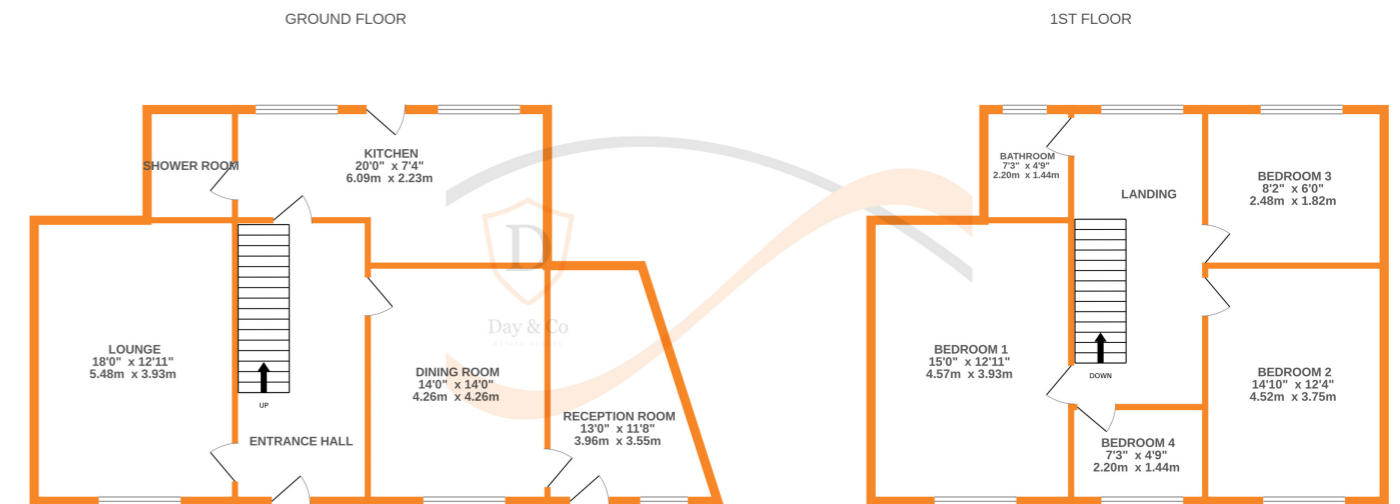 GROUND FLOOR
1ST FLOOR
SHOWER ROOM
KITCHEN
20'0" x 7'4"
6.09m x 2.23m
LOUNGE
18'0" x 12'11"
5.48m x 3.93m
UP
ENTRANCE HALL
DINING ROOM
14'0" x 14'0"
4.26m x 4.26m
RECEPTION ROOM
13'0" x 11'8"
3.96m x 3.55m
D
Day & Co
ESTATE AGENTS
BATHROOM
7'3" x 4'9"
2.20m x 1.44m
LANDING
BEDROOM 3
8'2" x 6'0"
2.48m x 1.82m
BEDROOM 1
15'0" x 12'11"
4.57m x 3.93m
DOWN
BEDROOM 2
14'10" x 12'4"
4.52m x 3.75m
BEDROOM 4
7'3" x 4'9"
2.20m x 1.44m